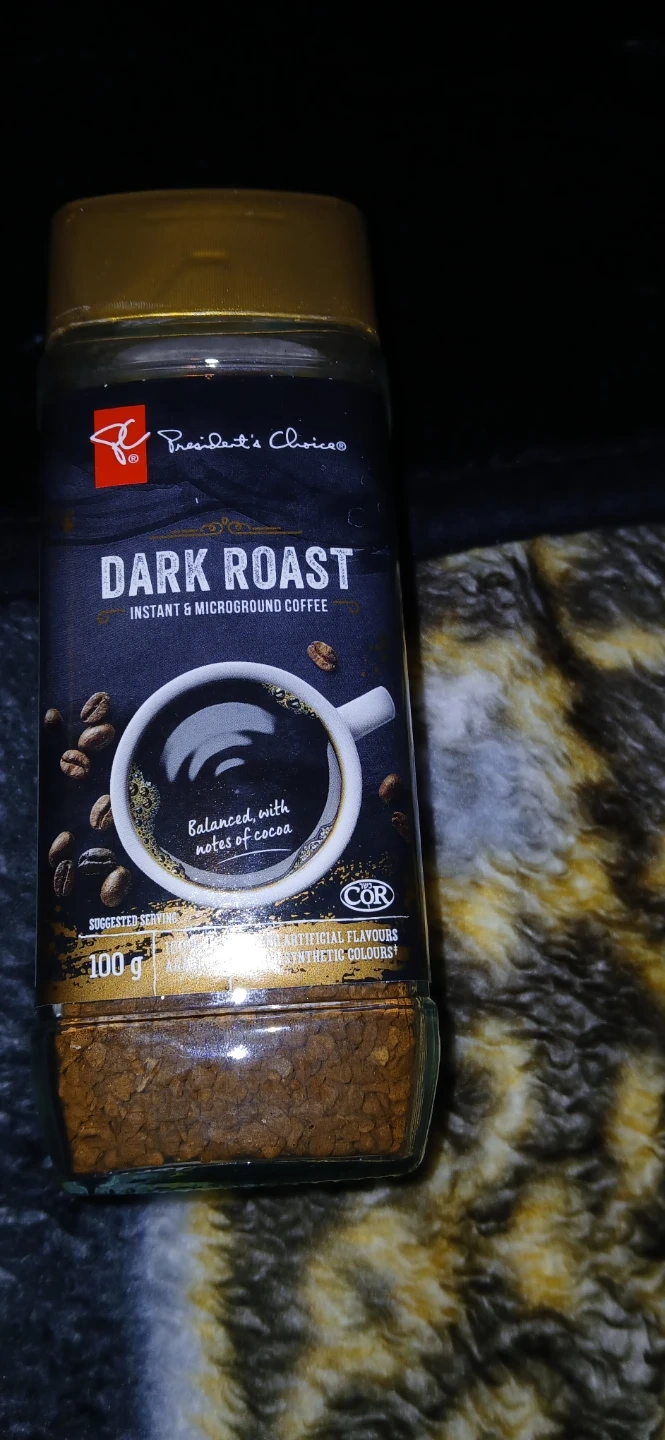 PC® President's Choice®
DARK ROAST
INSTANT & MICROGROUND COFFEE
Balanced, with
notes of cocoa
כשר
COR
SUGGESTED SERVING
100 g
ARTIFICIAL FLAVOURS
SYNTHETIC COLOURS†